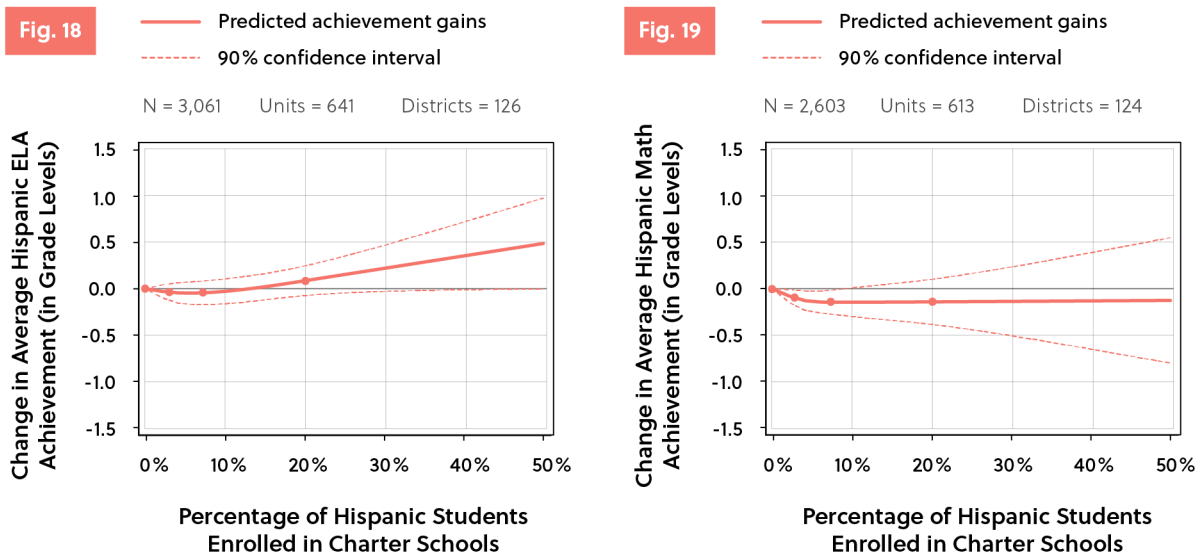 Fig. 18
Predicted achievement gains
90% confidence interval
N = 3,061 Units = 641 Districts = 126
Change in Average Hispanic ELA
Achievement (in Grade Levels)
1.5
1.0
0.5
0.0
-0.5
-1.0
-1.5
0% 10% 20% 30% 40% 50%
Percentage of Hispanic Students
Enrolled in Charter Schools
Fig. 19
Predicted achievement gains
90% confidence interval
N = 2,603 Units = 613 Districts = 124
Change in Average Hispanic Math
Achievement (in Grade Levels)
1.5
1.0
0.5
0.0
-0.5
-1.0
-1.5
0% 10% 20% 30% 40% 50%
Percentage of Hispanic Students
Enrolled in Charter Schools